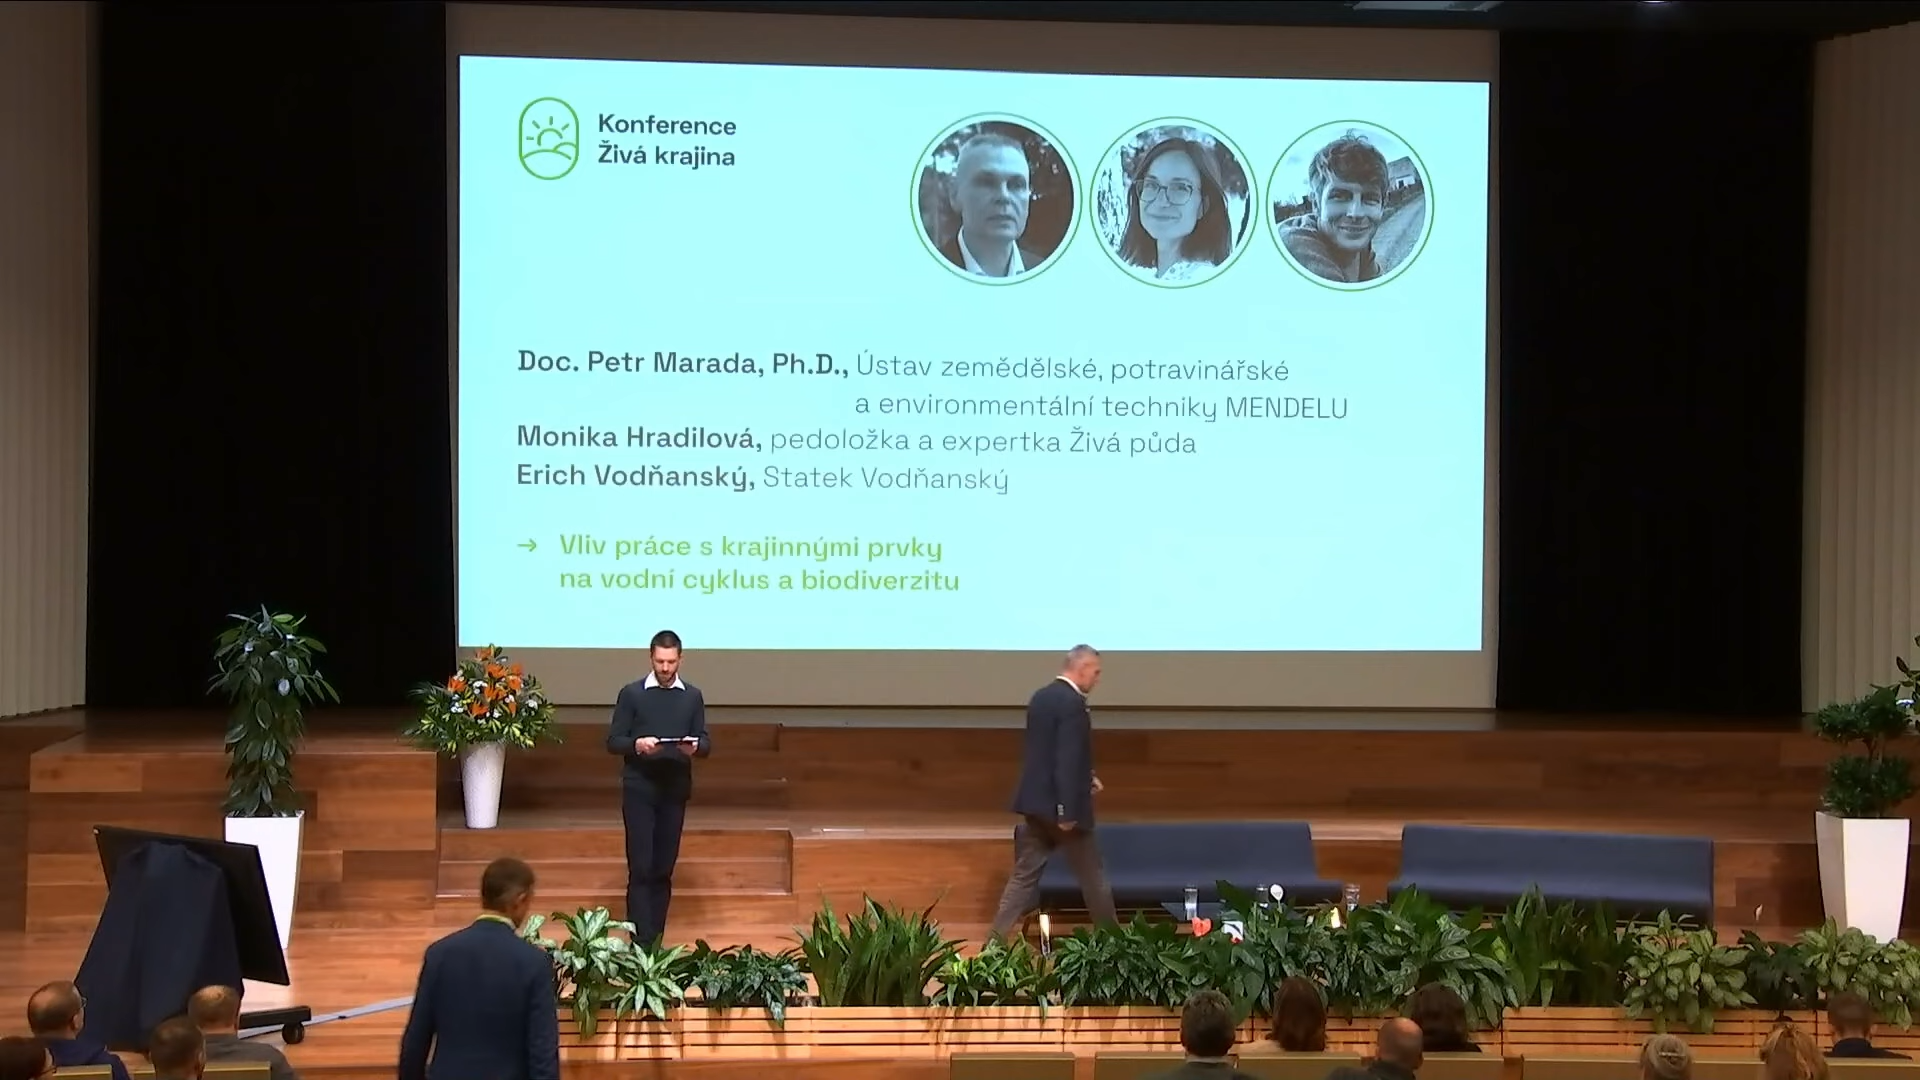 Konference
Živá krajina
Doc. Petr Marada, Ph.D., Ústav zemědělské, potravinářské
a environmentální techniky MENDELU
Monika Hradilová, pedoložka a expertka Živá půda
Erich Vodňanský, Statek Vodňanský
→ Vliv práce s krajinnými prvky
na vodní cyklus a biodiverzitu